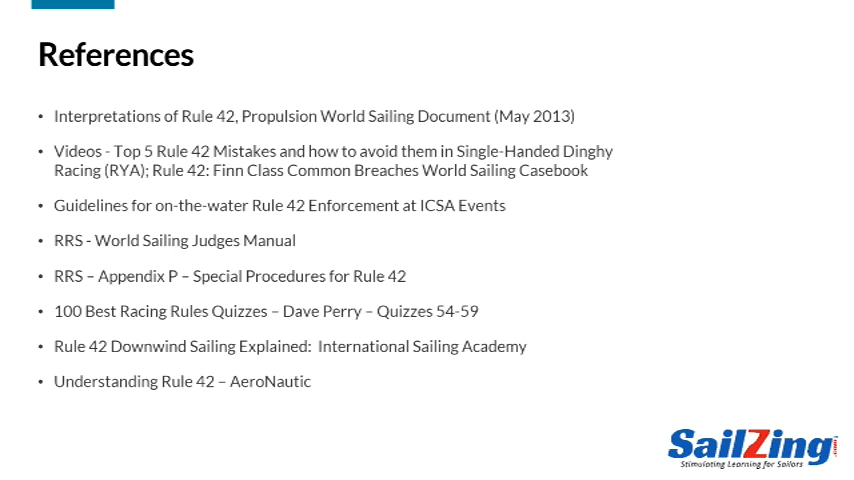 References
• Interpretations of Rule 42, Propulsion World Sailing Document (May 2013)
• Videos - Top 5 Rule 42 Mistakes and how to avoid them in Single-Handed Dinghy
Racing (RYA); Rule 42: Finn Class Common Breaches World Sailing Casebook
• Guidelines for on-the-water Rule 42 Enforcement at ICSA Events
• RRS - World Sailing Judges Manual
• RRS – Appendix P – Special Procedures for Rule 42
• 100 Best Racing Rules Quizzes – Dave Perry – Quizzes 54-59
• Rule 42 Downwind Sailing Explained:  International Sailing Academy
• Understanding Rule 42 – AeroNautic
SailZing
Stimulating Learning for Sailors